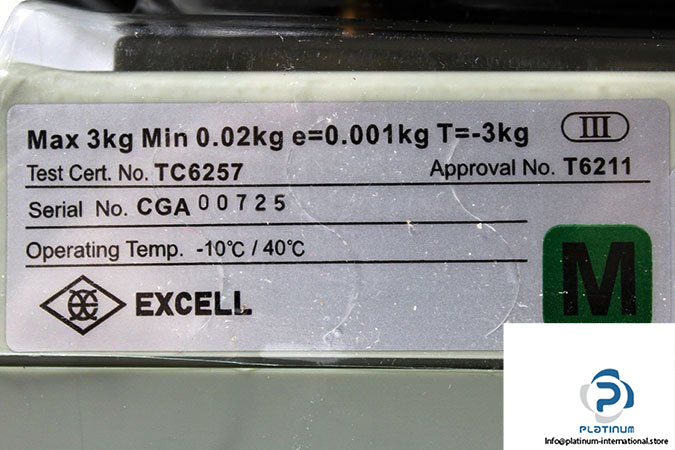 Max 3kg Min 0.02kg e=0.001kg T=-3kg III
Test Cert. No. TC6257 Approval No. T6211
Serial No. CGA 00725
Operating Temp. -10℃ / 40℃
EXCELL
M
PLATINUM
Info@platinum-international.store